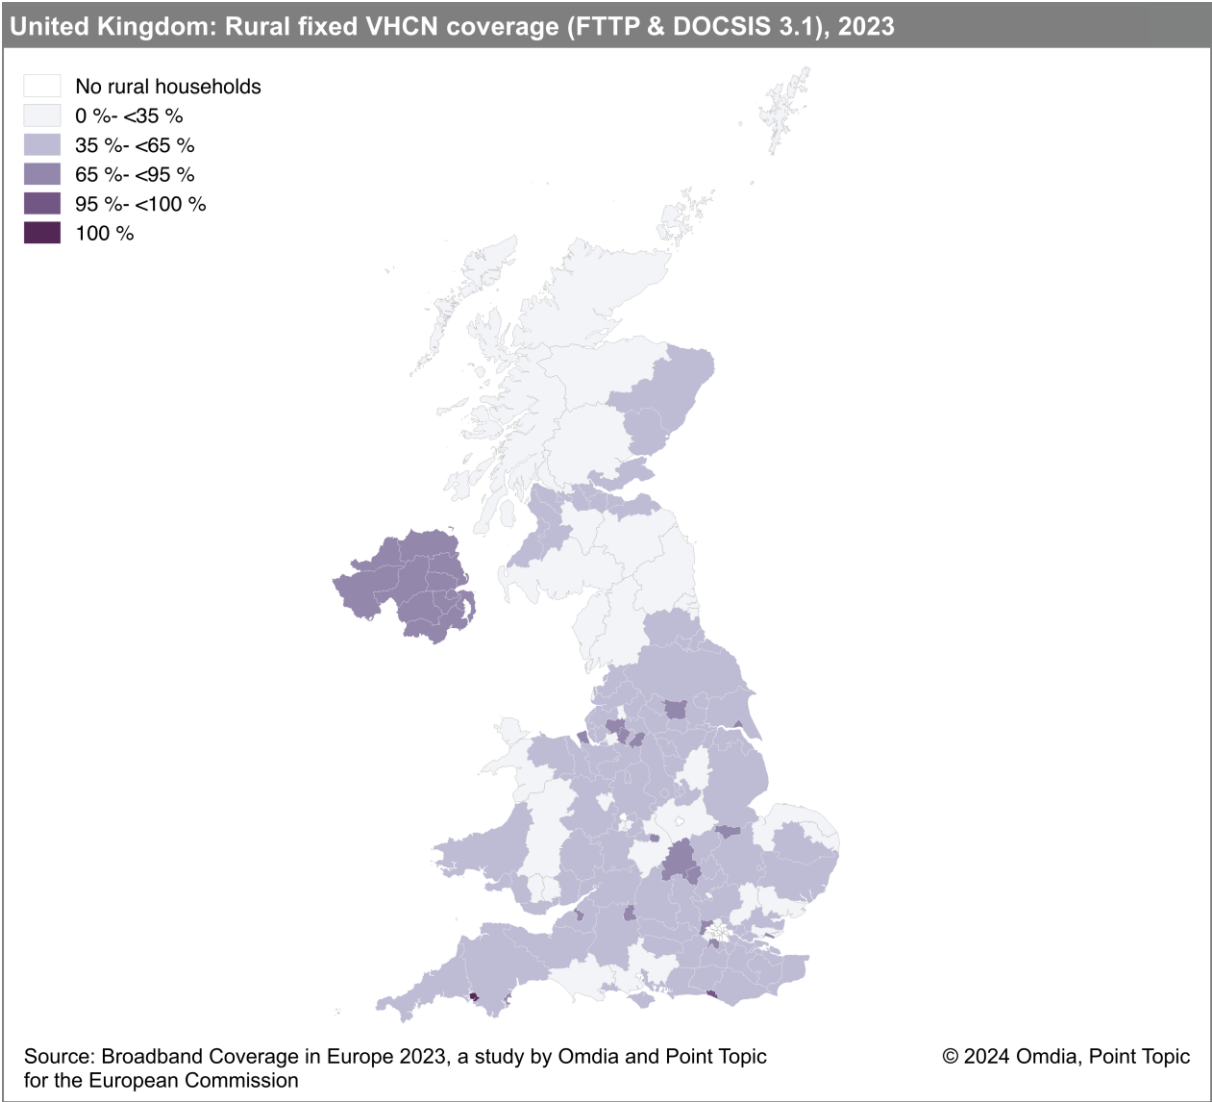 United Kingdom: Rural fixed VHCN coverage (FTTP & DOCSIS 3.1), 2023
No rural households
0 %- <35 %
35 %- <65 %
65 %- <95 %
95 %- <100 %
100 %
Source: Broadband Coverage in Europe 2023, a study by Omdia and Point Topic
for the European Commission
© 2024 Omdia, Point Topic